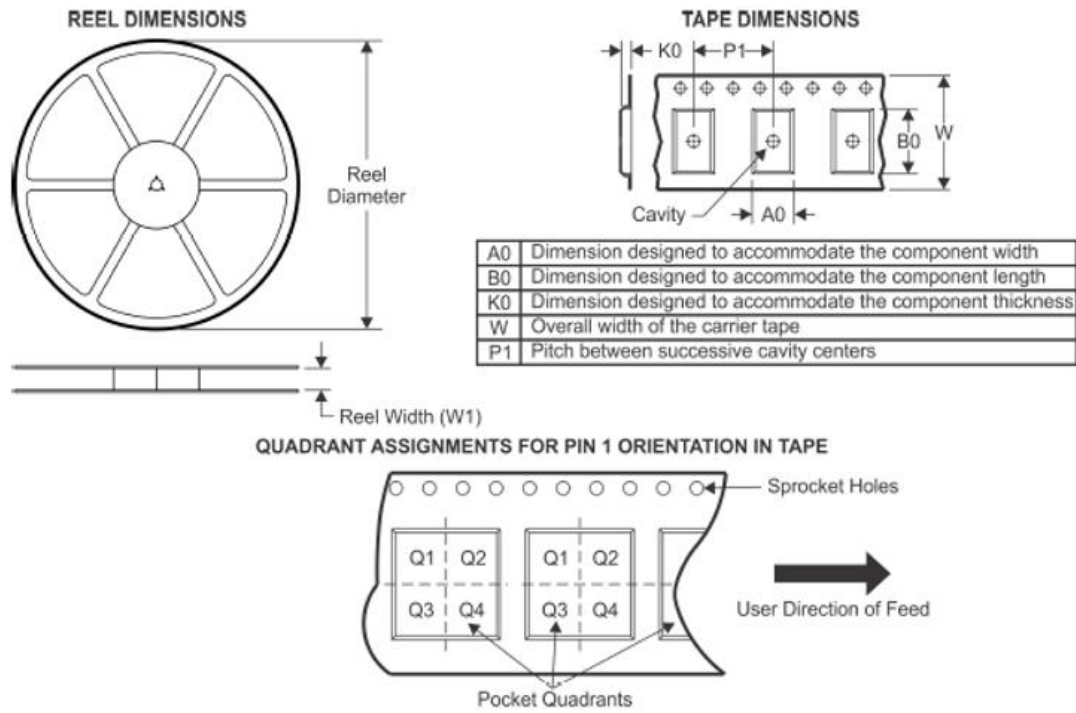 REEL DIMENSIONS
Reel
Diameter
Reel Width (W1)
TAPE DIMENSIONS
K0
P1
B0
W
Cavity
A0
A0 Dimension designed to accommodate the component width
B0 Dimension designed to accommodate the component length
K0 Dimension designed to accommodate the component thickness
W Overall width of the carrier tape
P1 Pitch between successive cavity centers
QUADRANT ASSIGNMENTS FOR PIN 1 ORIENTATION IN TAPE
Sprocket Holes
Q1 Q2 Q1 Q2
Q3 Q4 Q3 Q4
User Direction of Feed
Pocket Quadrants